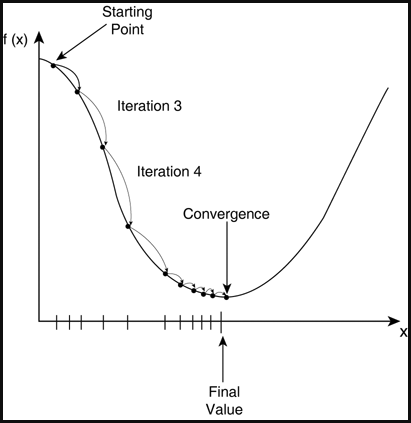 Starting
Point
f (x)
Iteration 3
Iteration 4
Convergence
x
Final
Value